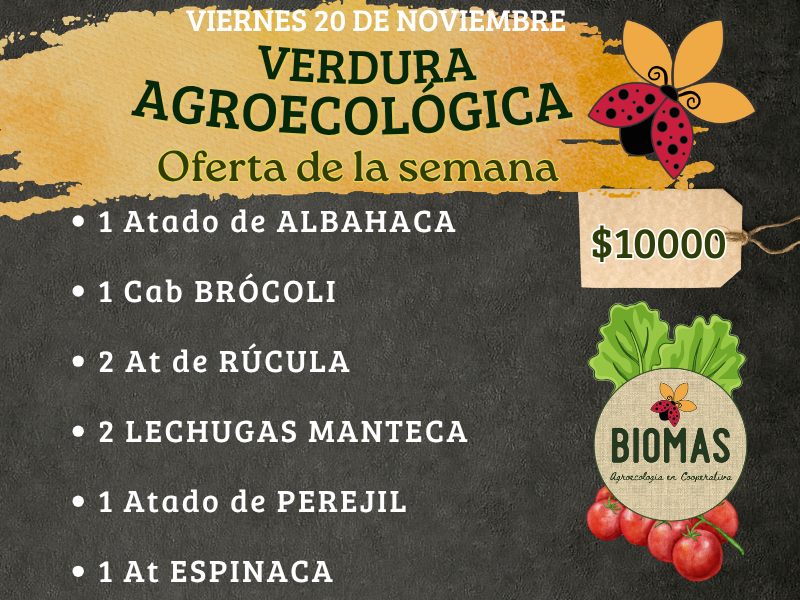 VIERNES 20 DE NOVIEMBRE
VERDURA
AGROECOLÓGICA
Oferta de la semana
$10000
• 1 Atado de ALBAHACA
• 1 Cab BRÓCOLI
• 2 At de RÚCULA
• 2 LECHUGAS MANTECA
• 1 Atado de PEREJIL
• 1 At ESPINACA
BIOMAS
Agroecología en Cooperativa